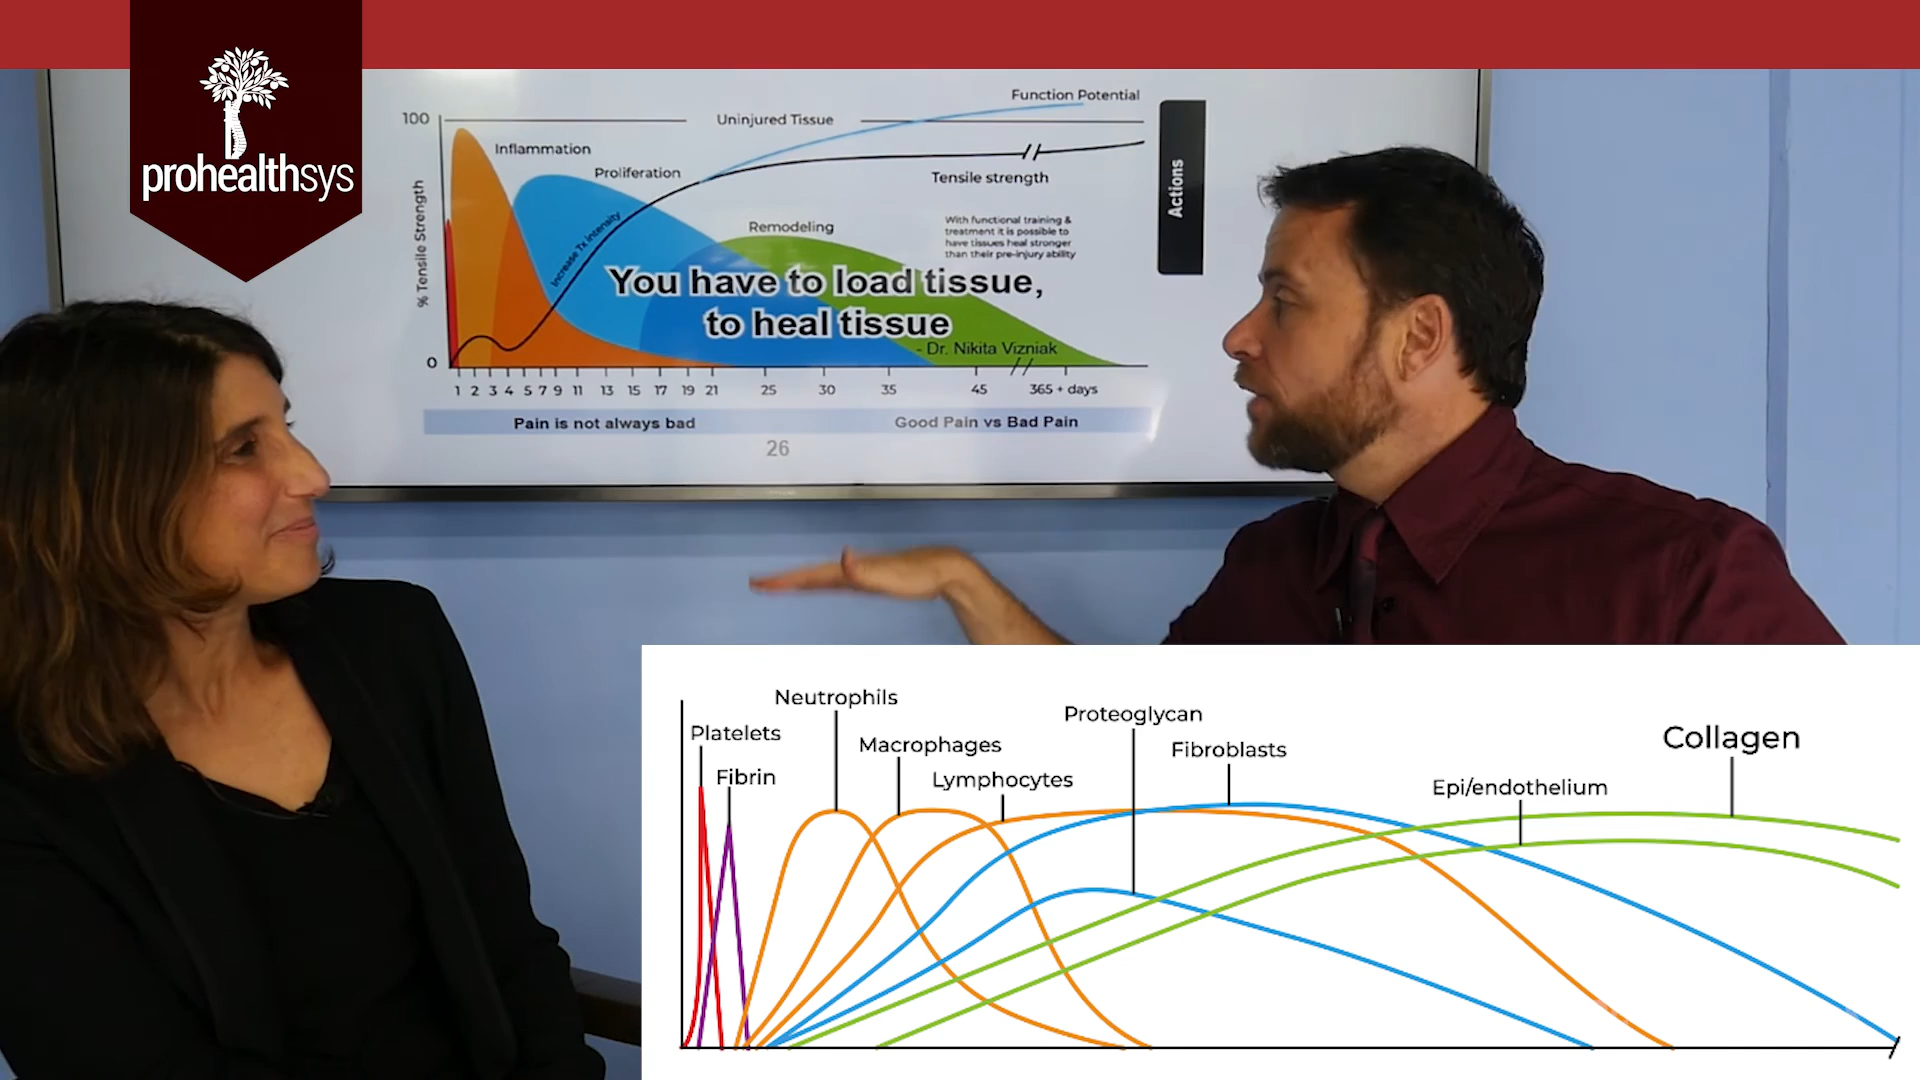 prohealthsys
Function Potential
100
Uninjured Tissue
Inflammation
Proliferation
Tensile strength
Actions
% Tensile Strength
Increase Tx intensity
Remodeling
With functional training &
treatment it is possible to
have tissues heal stronger
than their pre-injury ability
You have to load tissue,
to heal tissue
- Dr. Nikita Vizniak
0
1 2 3 4 5 7 9 11 13 15 17 19 21 25 30 35 45 365 + days
Pain is not always bad
Good Pain vs Bad Pain
26
Neutrophils
Platelets
Macrophages
Fibrin
Lymphocytes
Proteoglycan
Fibroblasts
Collagen
Epi/endothelium